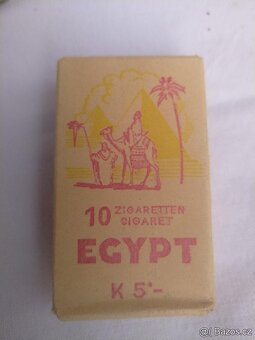 10 ZIGARETTEN
CIGARET
EGYPT
K 5·-
Bazos.cz